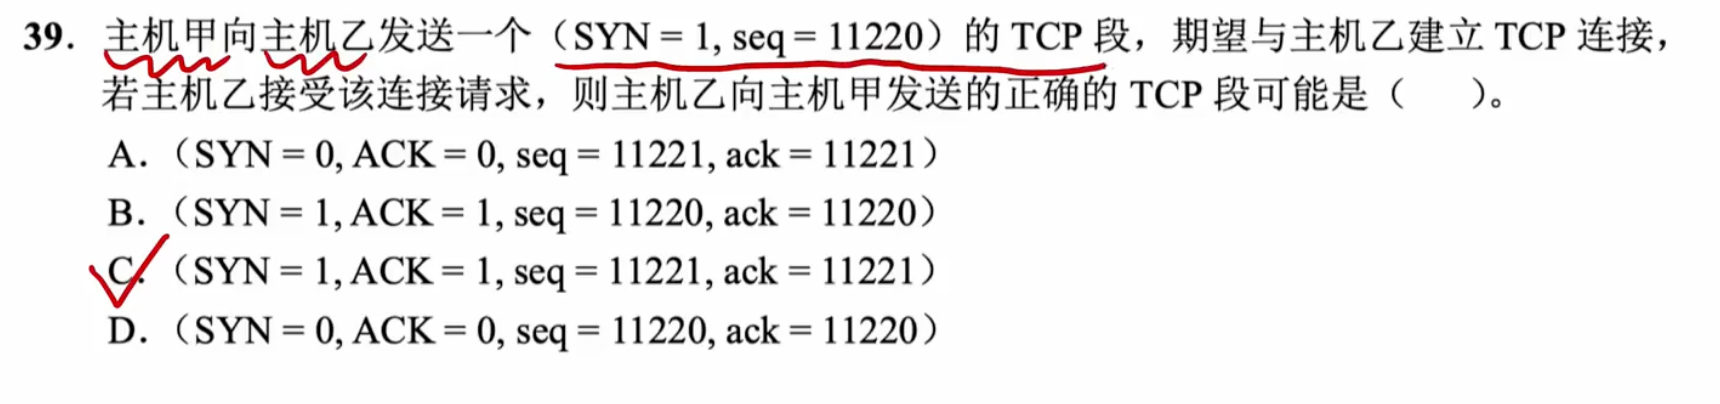 39. 主机甲向主机乙发送一个（SYN = 1, seq = 11220）的 TCP 段，期望与主机乙建立 TCP 连接，
若主机乙接受该连接请求，则主机乙向主机甲发送的正确的 TCP 段可能是（　　）。
A.（SYN = 0, ACK = 0, seq = 11221, ack = 11221）
B.（SYN = 1, ACK = 1, seq = 11220, ack = 11220）
C.（SYN = 1, ACK = 1, seq = 11221, ack = 11221）
D.（SYN = 0, ACK = 0, seq = 11220, ack = 11220）